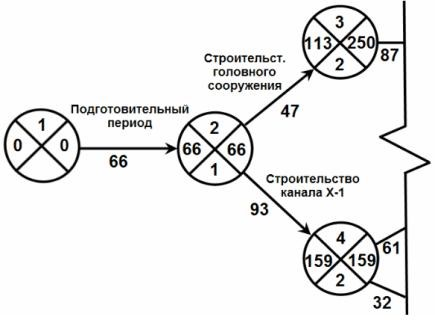 3
113 250
2
87
Строительст.
головного
сооружения
47
Подготовительный
период
66
1
0 0
2
66 66
1
Строительство
канала Х-1
93
4
159 159
2
61
32